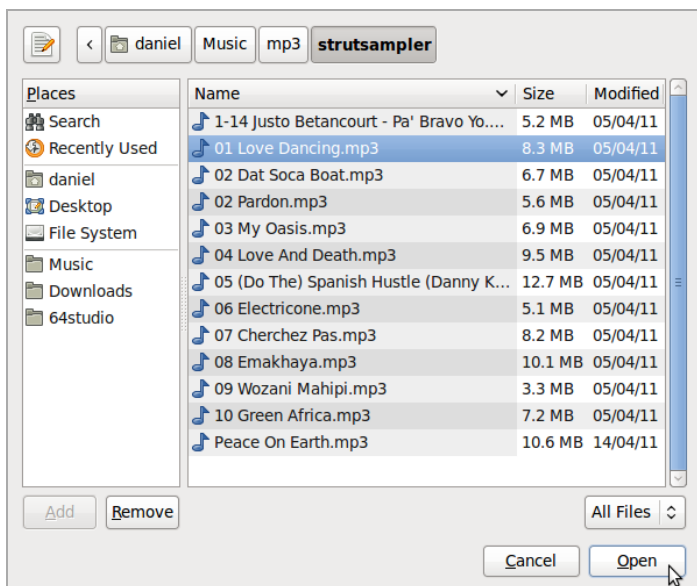 daniel Music mp3 strutsampler
Places
Search
Recently Used
daniel
Desktop
File System
Music
Downloads
64studio
Name Size Modified
1-14 Justo Betancourt - Pa' Bravo Yo.... 5.2 MB 05/04/11
01 Love Dancing.mp3 8.3 MB 05/04/11
02 Dat Soca Boat.mp3 6.7 MB 05/04/11
02 Pardon.mp3 5.6 MB 05/04/11
03 My Oasis.mp3 6.9 MB 05/04/11
04 Love And Death.mp3 9.5 MB 05/04/11
05 (Do The) Spanish Hustle (Danny K... 12.7 MB 05/04/11
06 Electricone.mp3 5.1 MB 05/04/11
07 Cherchez Pas.mp3 8.2 MB 05/04/11
08 Emakhaya.mp3 10.1 MB 05/04/11
09 Wozani Mahipi.mp3 3.3 MB 05/04/11
10 Green Africa.mp3 7.2 MB 05/04/11
Peace On Earth.mp3 10.6 MB 14/04/11
Add Remove All Files
Cancel Open